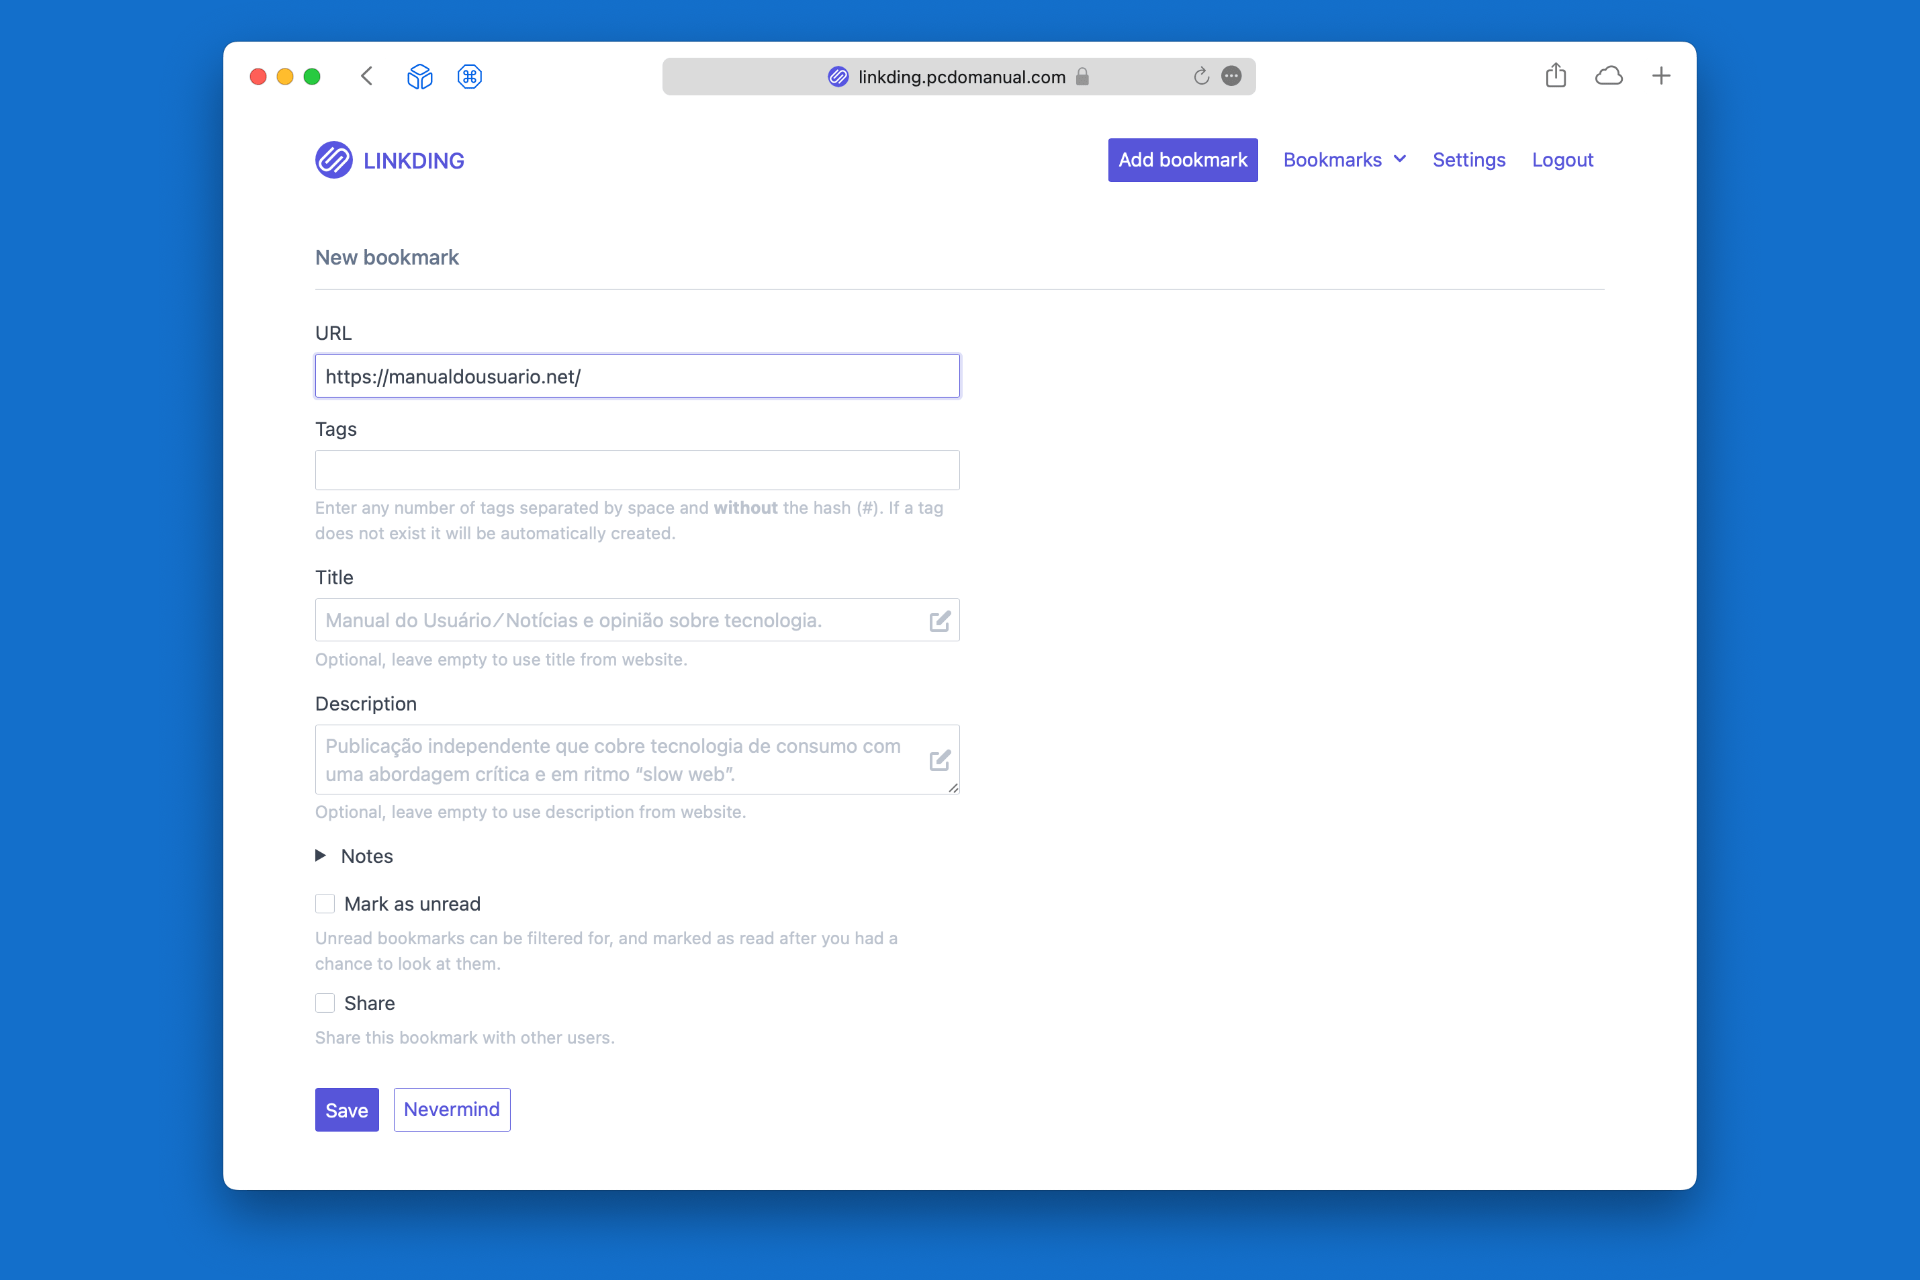 linkding.pcdomanual.com
LINKDING
Add bookmark
Bookmarks
Settings
Logout
New bookmark
URL
https://manualdousuario.net/
Tags
Enter any number of tags separated by space and without the hash (#). If a tag
does not exist it will be automatically created.
Title
Manual do Usuário/Notícias e opinião sobre tecnologia.
Optional, leave empty to use title from website.
Description
Publicação independente que cobre tecnologia de consumo com
uma abordagem crítica e em ritmo “slow web”.
Optional, leave empty to use description from website.
Notes
Mark as unread
Unread bookmarks can be filtered for, and marked as read after you had a
chance to look at them.
Share
Share this bookmark with other users.
Save
Nevermind